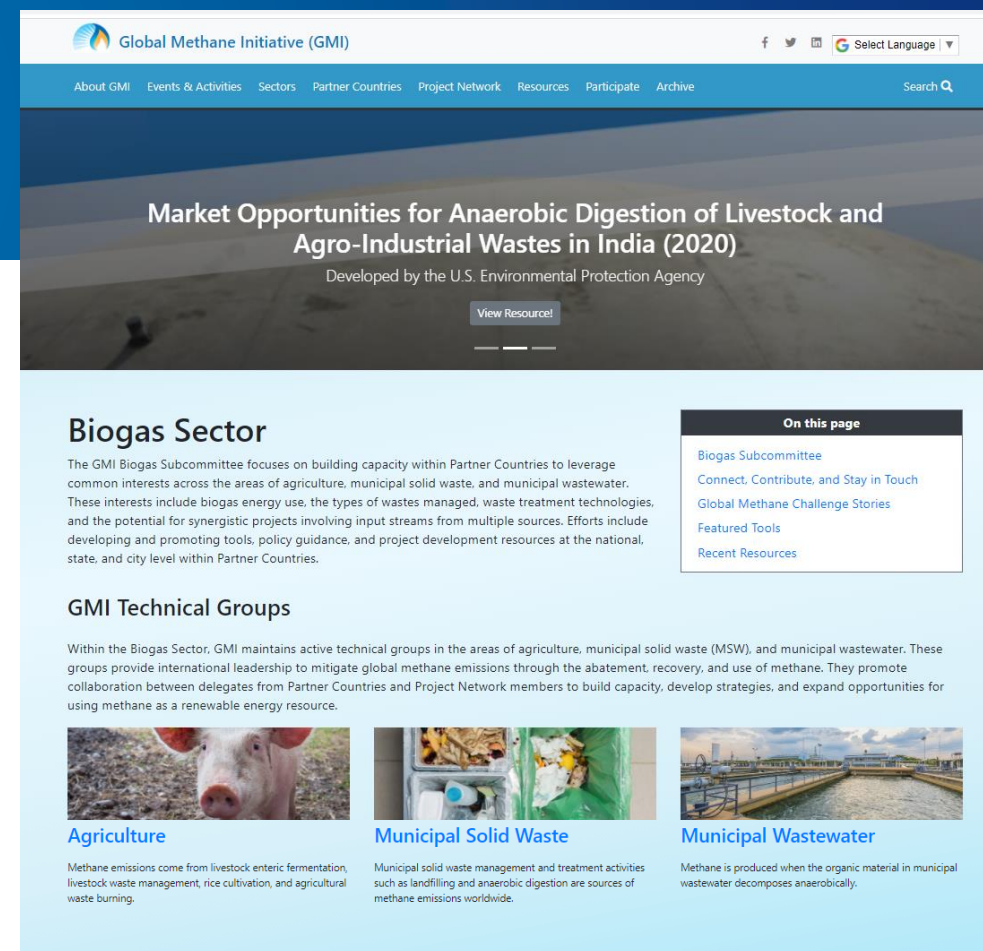 Global Methane Initiative (GMI)
Select Language ▼
About GMI Events & Activities Sectors Partner Countries Project Network Resources Participate Archive Search
Market Opportunities for Anaerobic Digestion of Livestock and
Agro-Industrial Wastes in India (2020)
Developed by the U.S. Environmental Protection Agency
View Resource!
Biogas Sector
The GMI Biogas Subcommittee focuses on building capacity within Partner Countries to leverage
common interests across the areas of agriculture, municipal solid waste, and municipal wastewater.
These interests include biogas energy use, the types of wastes managed, waste treatment technologies,
and the potential for synergistic projects involving input streams from multiple sources. Efforts include
developing and promoting tools, policy guidance, and project development resources at the national,
state, and city level within Partner Countries.
On this page
Biogas Subcommittee
Connect, Contribute, and Stay in Touch
Global Methane Challenge Stories
Featured Tools
Recent Resources
GMI Technical Groups
Within the Biogas Sector, GMI maintains active technical groups in the areas of agriculture, municipal solid waste (MSW), and municipal wastewater. These
groups provide international leadership to mitigate global methane emissions through the abatement, recovery, and use of methane. They promote
collaboration between delegates from Partner Countries and Project Network members to build capacity, develop strategies, and expand opportunities for
using methane as a renewable energy resource.
Agriculture
Methane emissions come from livestock enteric fermentation,
livestock waste management, rice cultivation, and agricultural
waste burning.
Municipal Solid Waste
Municipal solid waste management and treatment activities
such as landfilling and anaerobic digestion are sources of
methane emissions worldwide.
Municipal Wastewater
Methane is produced when the organic material in municipal
wastewater decomposes anaerobically.